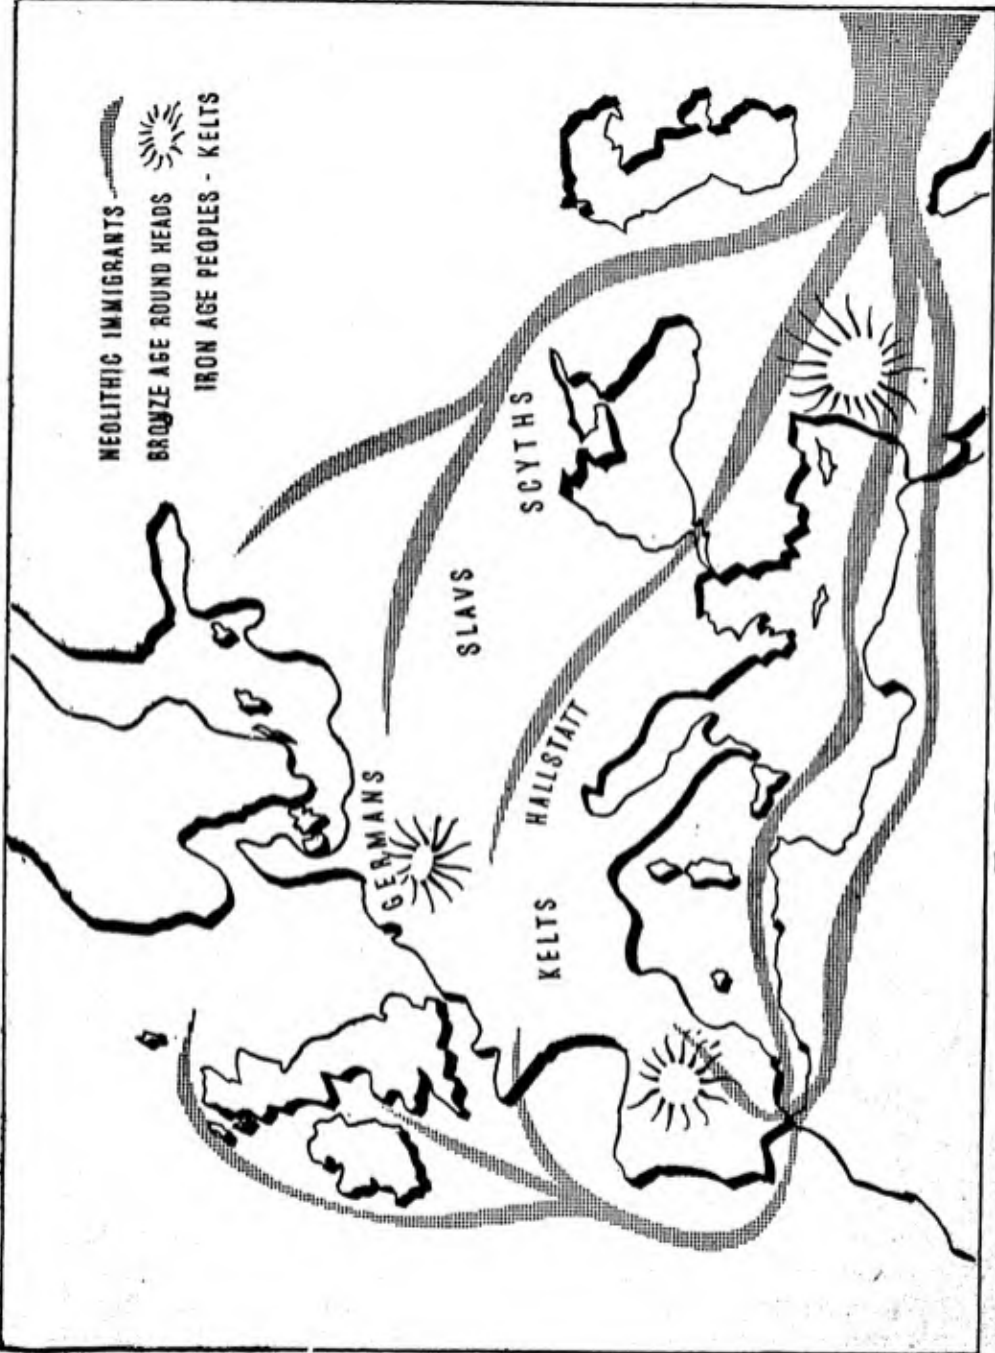 NEOLITHIC IMMIGRANTS
BRONZE AGE ROUND HEADS
IRON AGE PEOPLES - KELTS
SCYTHS
SLAVS
GERMANS
HALLSTATT
KELTS